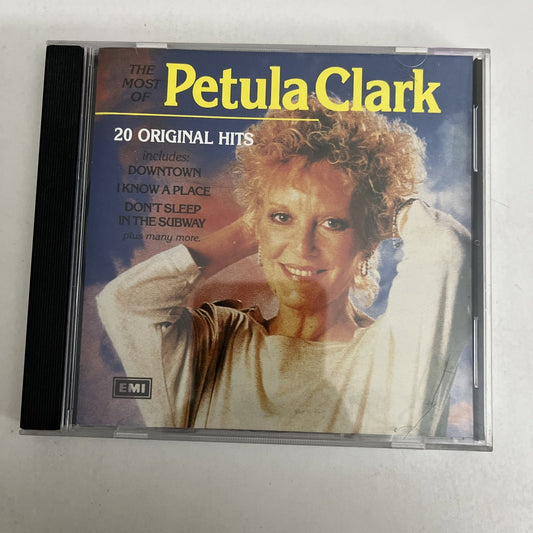 THE
MOST
OF
Petula Clark
20 ORIGINAL HITS
includes:
DOWNTOWN
I KNOW A PLACE
DON'T SLEEP
IN THE SUBWAY
plus many more.
EMI